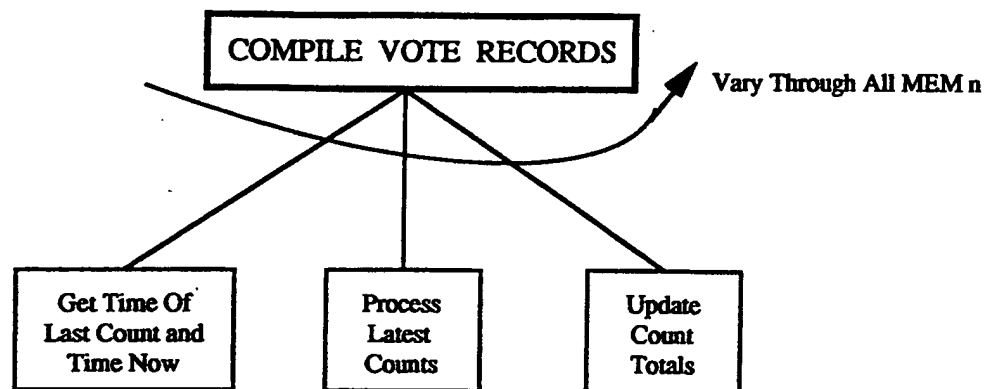 COMPILE VOTE RECORDS
Vary Through All MEM n
Get Time Of
Last Count and
Time Now
Process
Latest
Counts
Update
Count
Totals